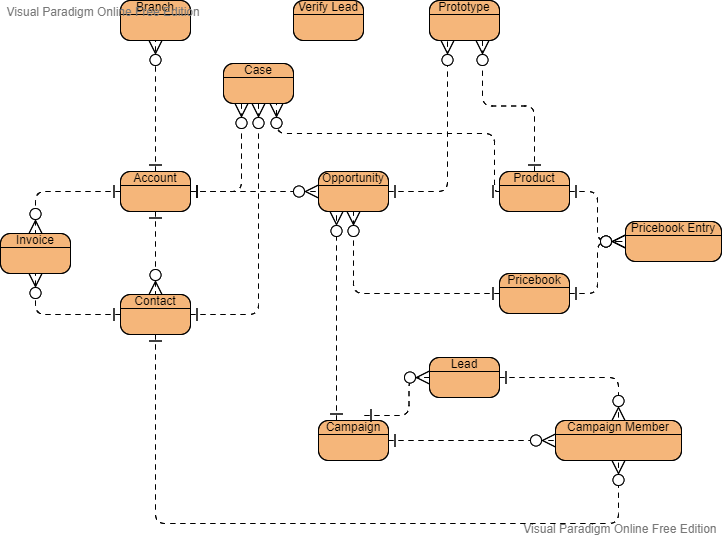 Visual Paradigm Online Free Edition
Branch
Verify Lead
Prototype
Case
Account
Opportunity
Product
Invoice
Pricebook Entry
Contact
Pricebook
Lead
Campaign
Campaign Member
Visual Paradigm Online Free Edition